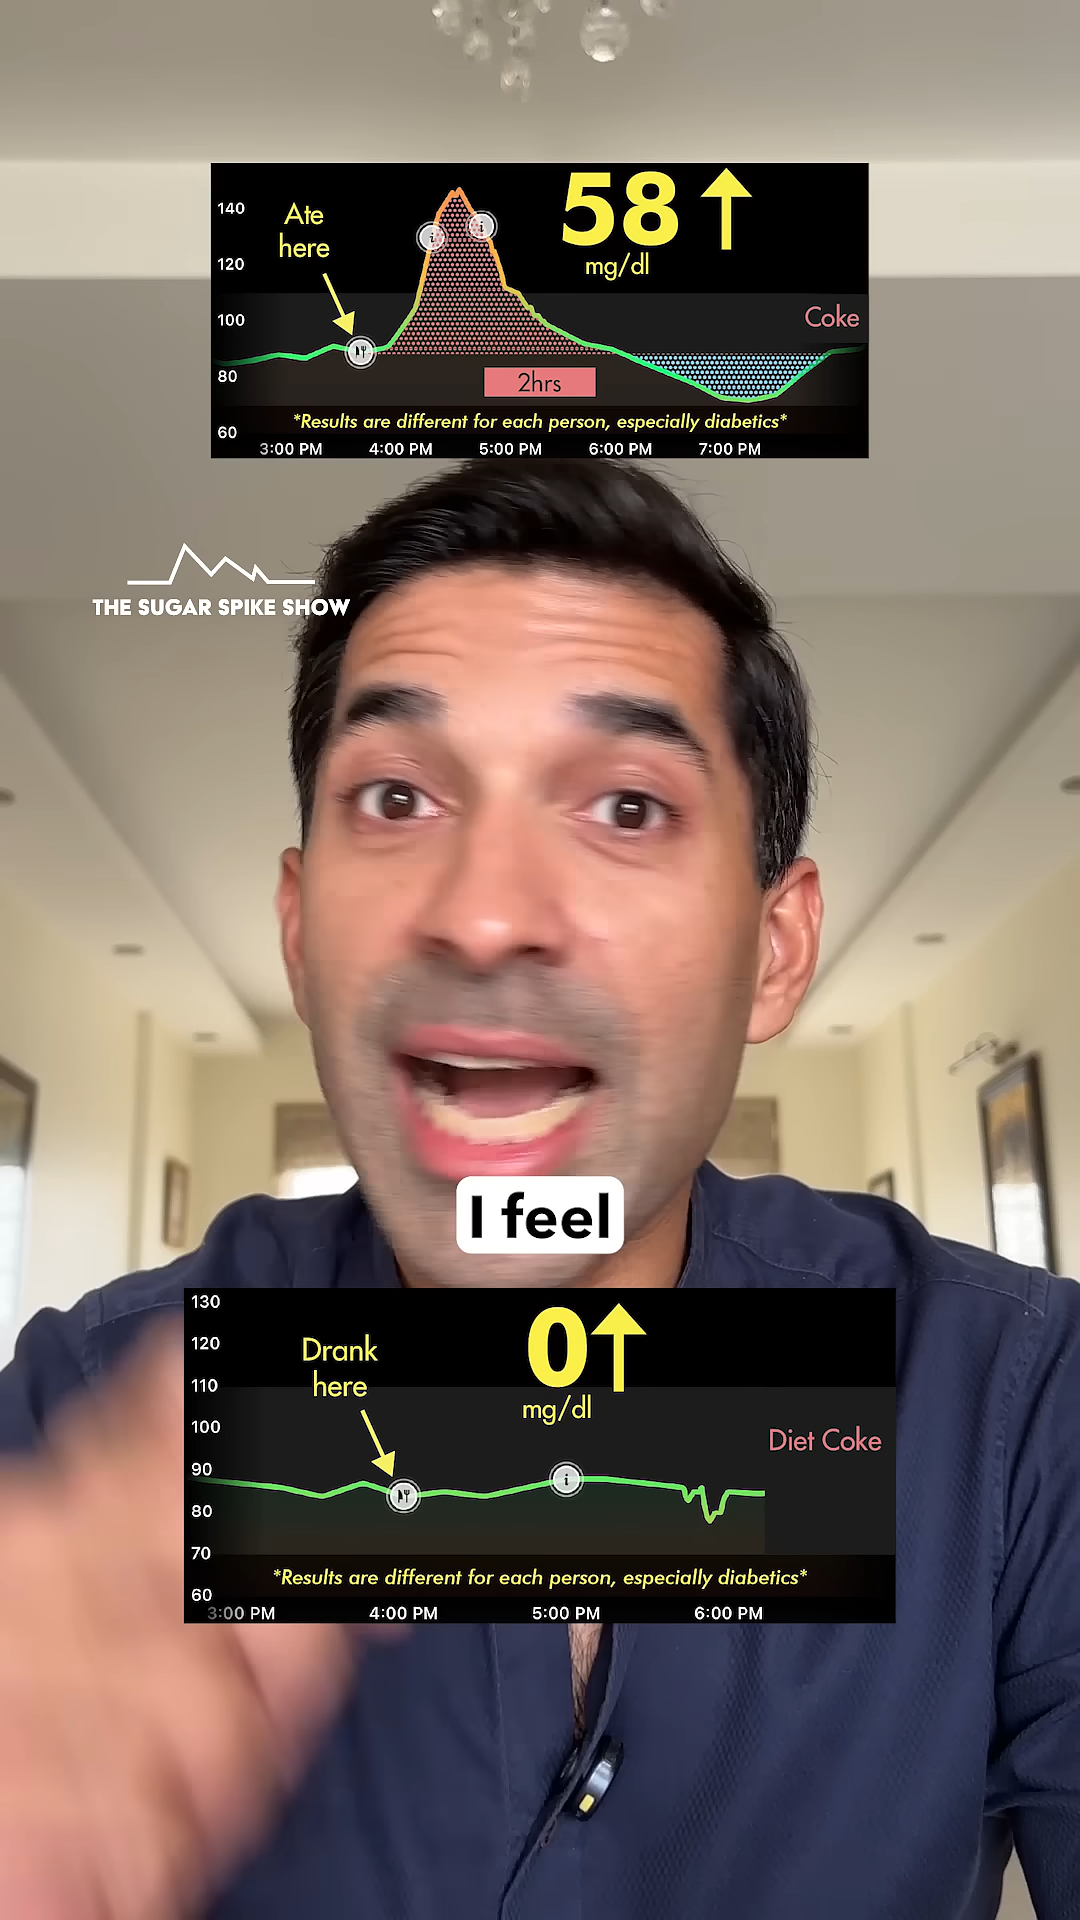 58↑
mg/dl
Ate
here
140
120
100
80
60
Coke
2hrs
*Results are different for each person, especially diabetics*
3:00 PM 4:00 PM 5:00 PM 6:00 PM 7:00 PM
THE SUGAR SPIKE SHOW
I feel
0↑
mg/dl
Drank
here
130
120
110
100
90
80
70
60
Diet Coke
*Results are different for each person, especially diabetics*
3:00 PM 4:00 PM 5:00 PM 6:00 PM